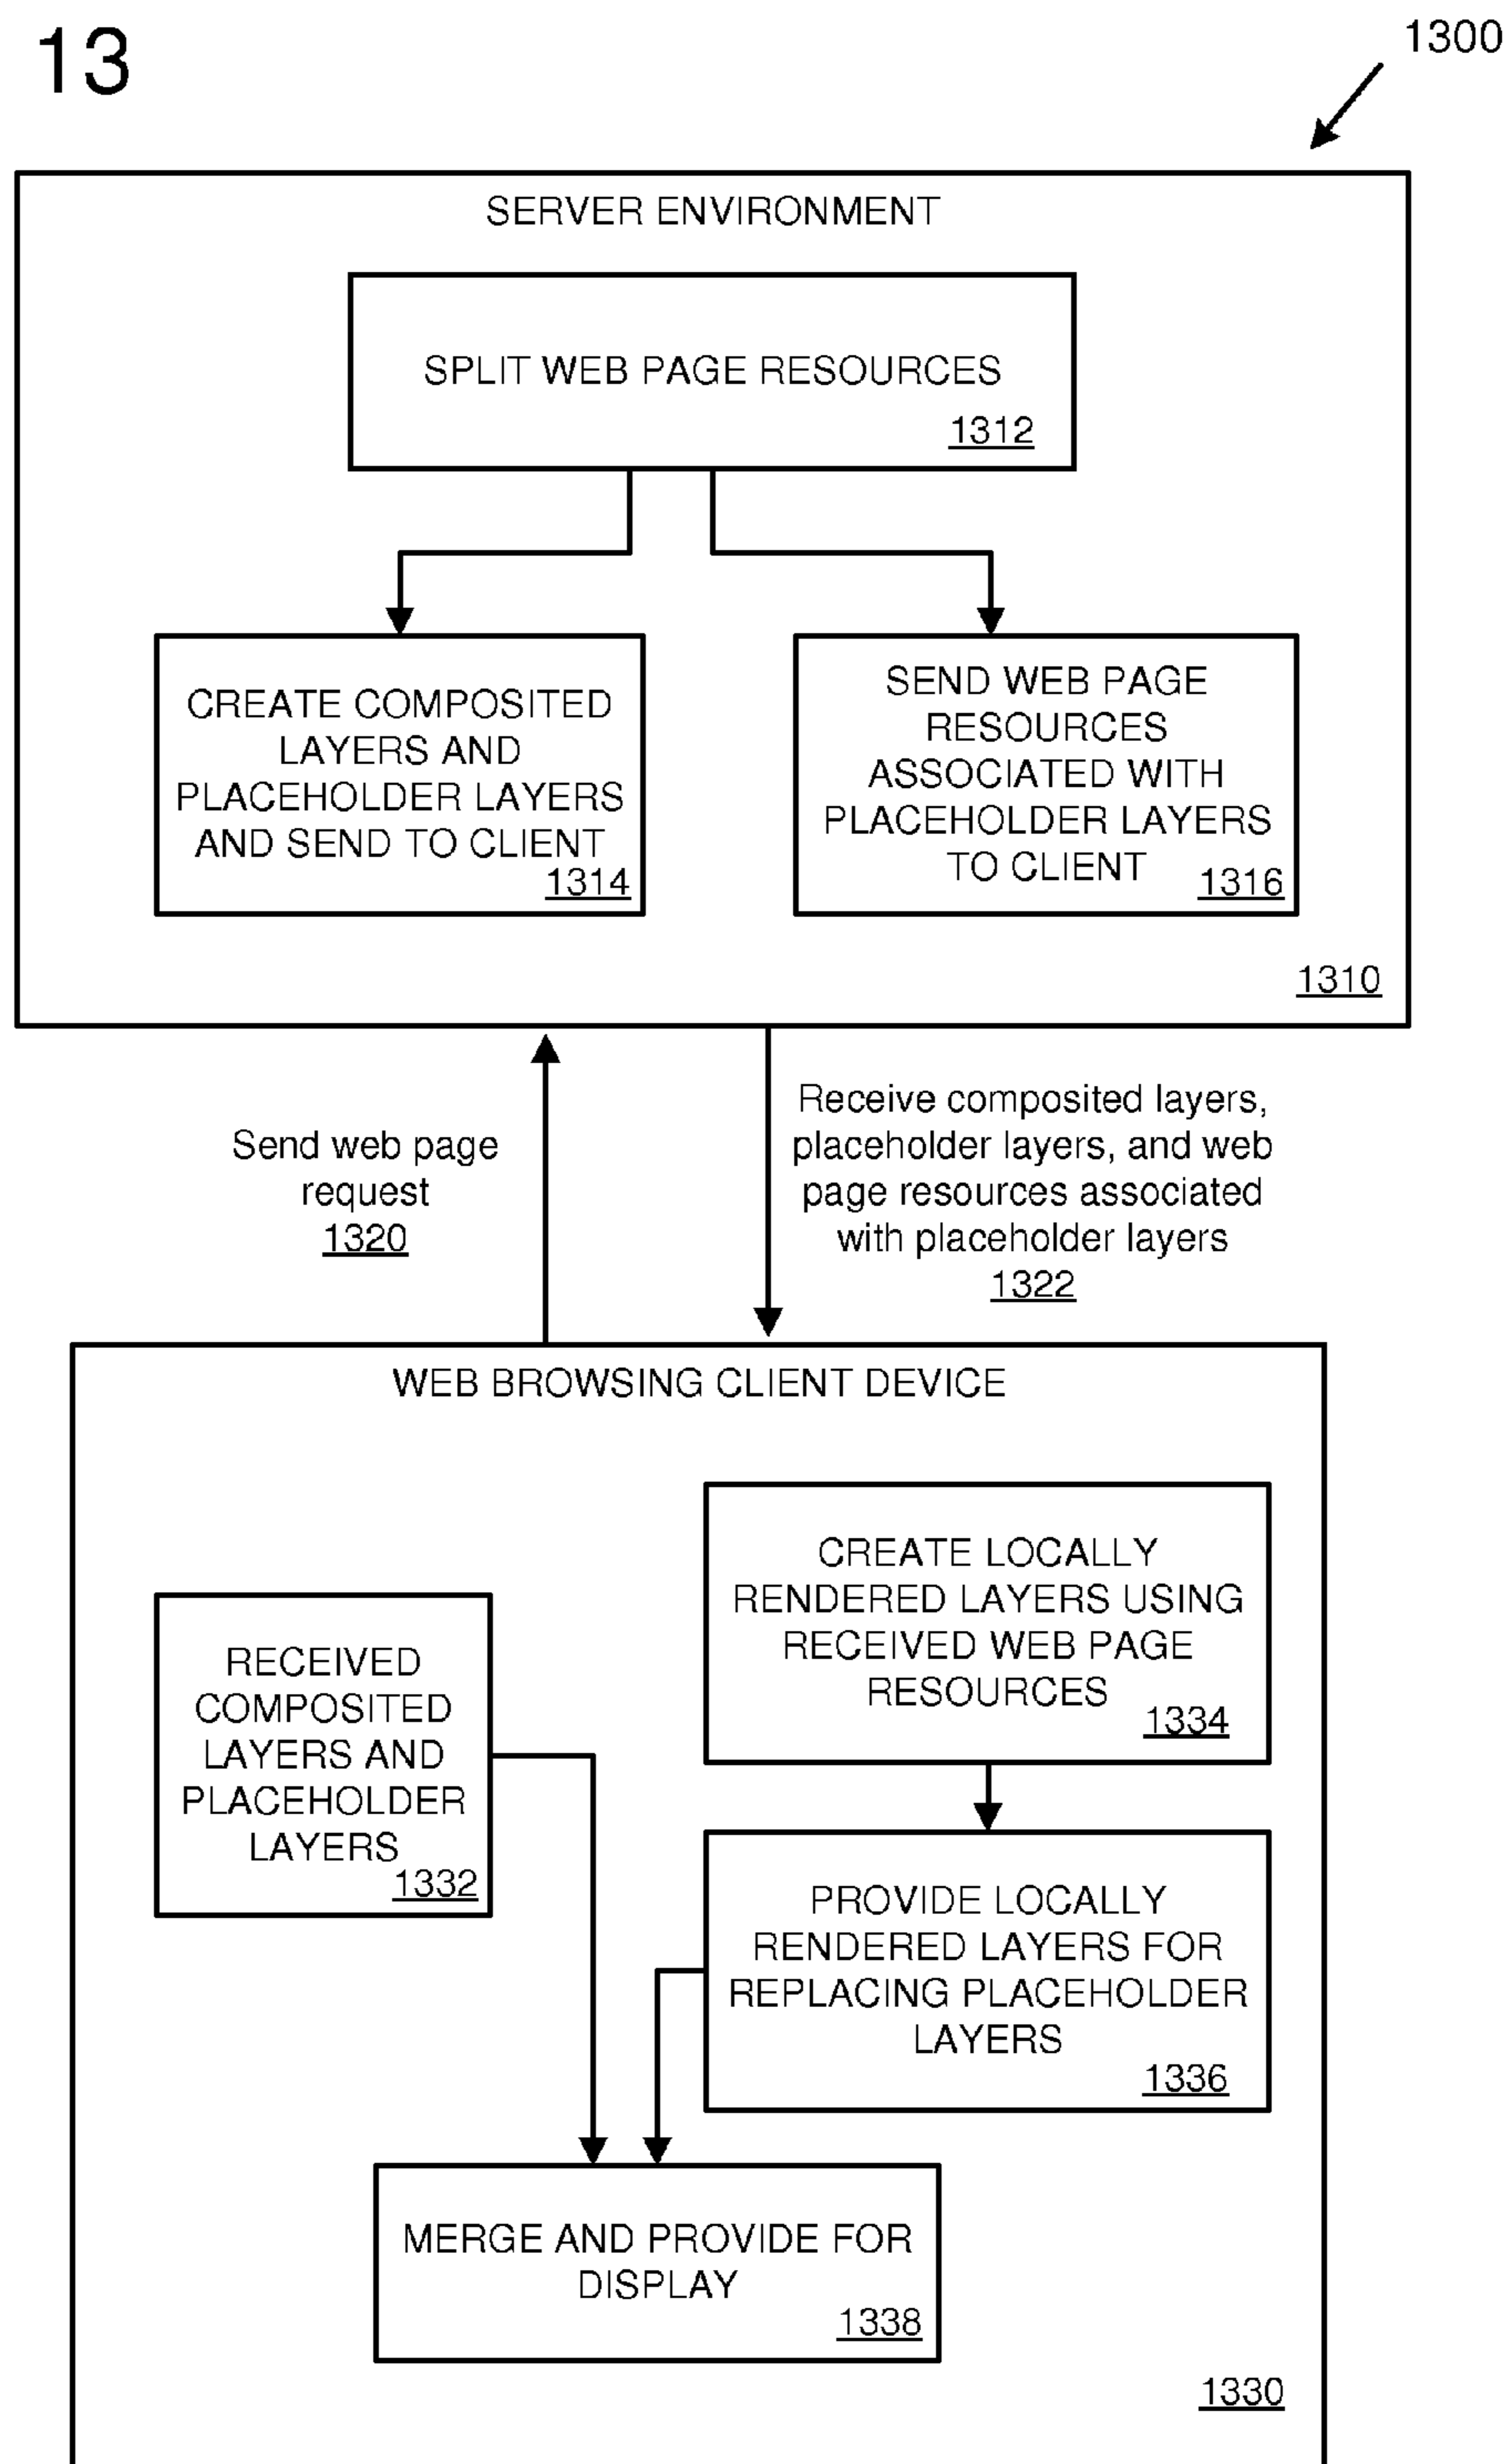 13
1300
SERVER ENVIRONMENT
SPLIT WEB PAGE RESOURCES
1312
CREATE COMPOSITED
LAYERS AND
PLACEHOLDER LAYERS
AND SEND TO CLIENT
1314
SEND WEB PAGE
RESOURCES
ASSOCIATED WITH
PLACEHOLDER LAYERS
TO CLIENT
1316
1310
Send web page
request
1320
Receive composited layers,
placeholder layers, and web
page resources associated
with placeholder layers
1322
WEB BROWSING CLIENT DEVICE
CREATE LOCALLY
RENDERED LAYERS USING
RECEIVED WEB PAGE
RESOURCES
1334
RECEIVED
COMPOSITED
LAYERS AND
PLACEHOLDER
LAYERS
1332
PROVIDE LOCALLY
RENDERED LAYERS FOR
REPLACING PLACEHOLDER
LAYERS
1336
MERGE AND PROVIDE FOR
DISPLAY
1338
1330